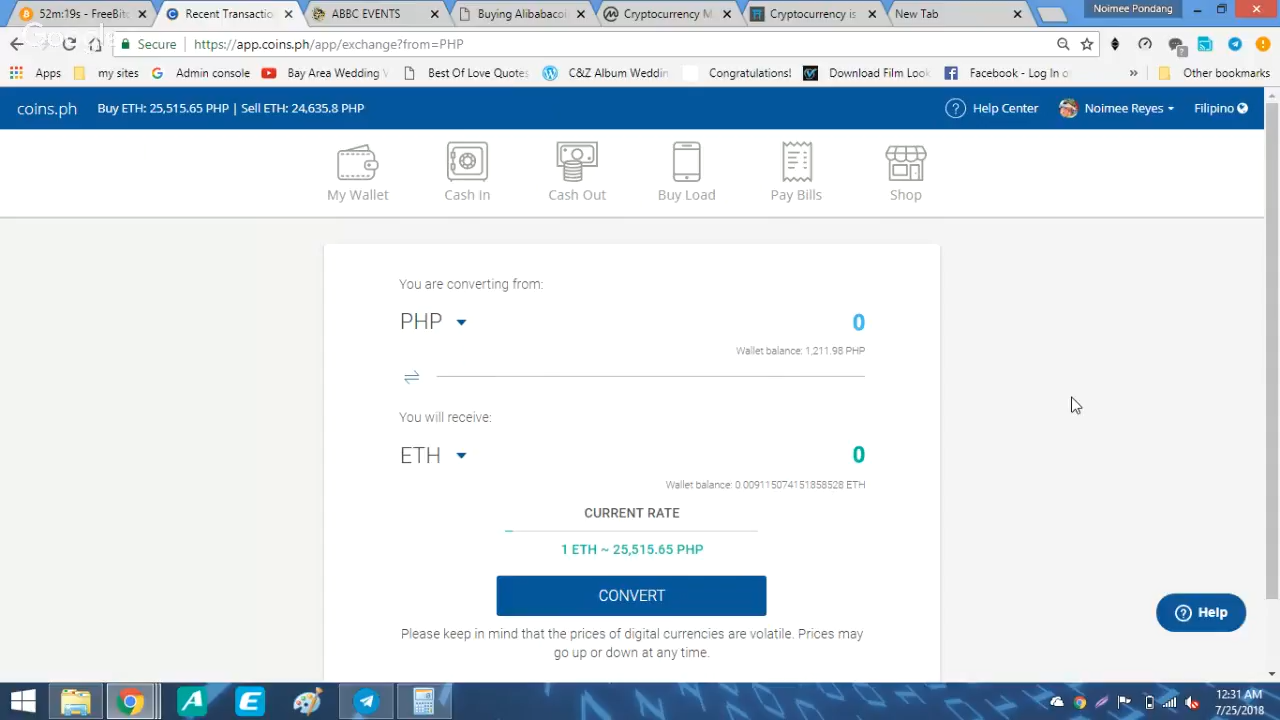 52m:19s - FreeBitc
Recent Transactio
ABBC EVENTS
Buying Alibabacoi
Cryptocurrency M
Cryptocurrency is
New Tab
Noimee Pondang
Secure
https://app.coins.ph/app/exchange?from=PHP
Apps
my sites
Admin console
Bay Area Wedding V
Best Of Love Quotes
C&Z Album Weddin
Congratulations!
Download Film Look
Facebook - Log In o
»
Other bookmarks
coins.ph
Buy ETH: 25,515.65 PHP | Sell ETH: 24,635.8 PHP
Help Center
Noimee Reyes
Filipino
My Wallet
Cash In
Cash Out
Buy Load
Pay Bills
Shop
You are converting from:
PHP
0
Wallet balance: 1,211.98 PHP
You will receive:
ETH
0
Wallet balance: 0.009115074151858528 ETH
CURRENT RATE
1 ETH ~ 25,515.65 PHP
CONVERT
Please keep in mind that the prices of digital currencies are volatile. Prices may
go up or down at any time.
Help
12:31 AM
7/25/2018